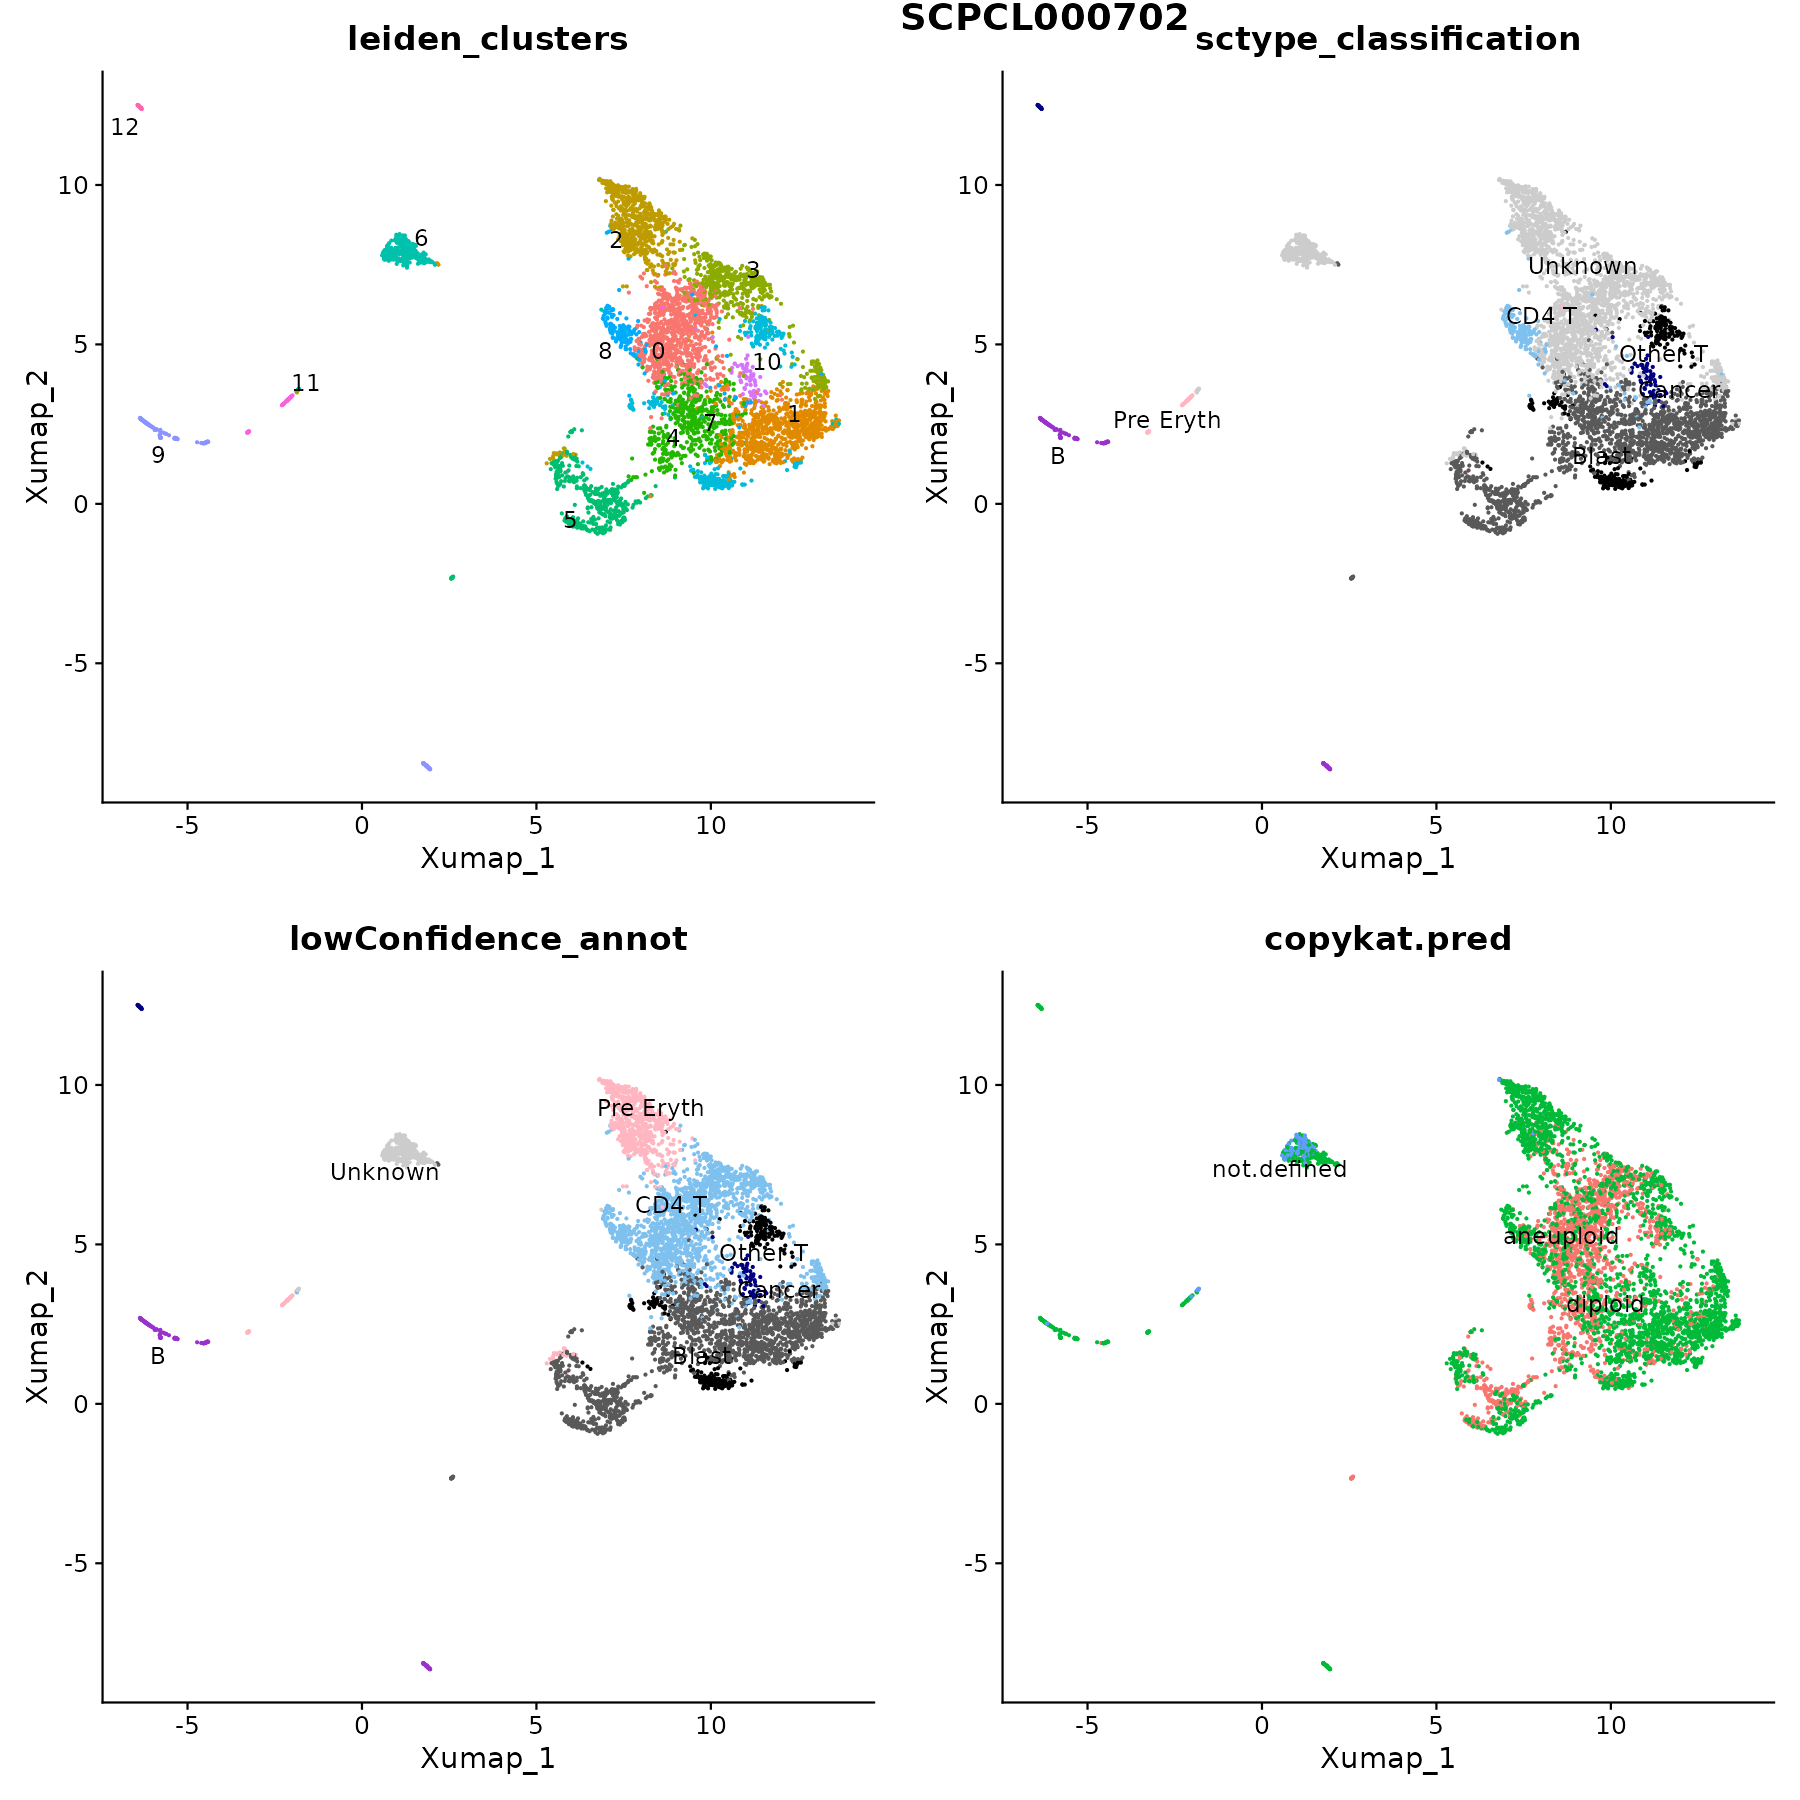 SCPCL000702
leiden_clusters
12
10
5
0
-5
-5
0
5
10
Xumap_1
Xumap_2
6
2
3
8
0
10
11
1
7
4
9
5
sctype_classification
10
5
0
-5
-5
0
5
10
Xumap_1
Xumap_2
Unknown
CD4 T
Other T
Cancer
Pre Eryth
B
Blast
lowConfidence_annot
10
5
0
-5
-5
0
5
10
Xumap_1
Xumap_2
Pre Eryth
Unknown
CD4 T
Other T
Cancer
B
Blast
copykat.pred
10
5
0
-5
-5
0
5
10
Xumap_1
Xumap_2
not.defined
aneuploid
diploid